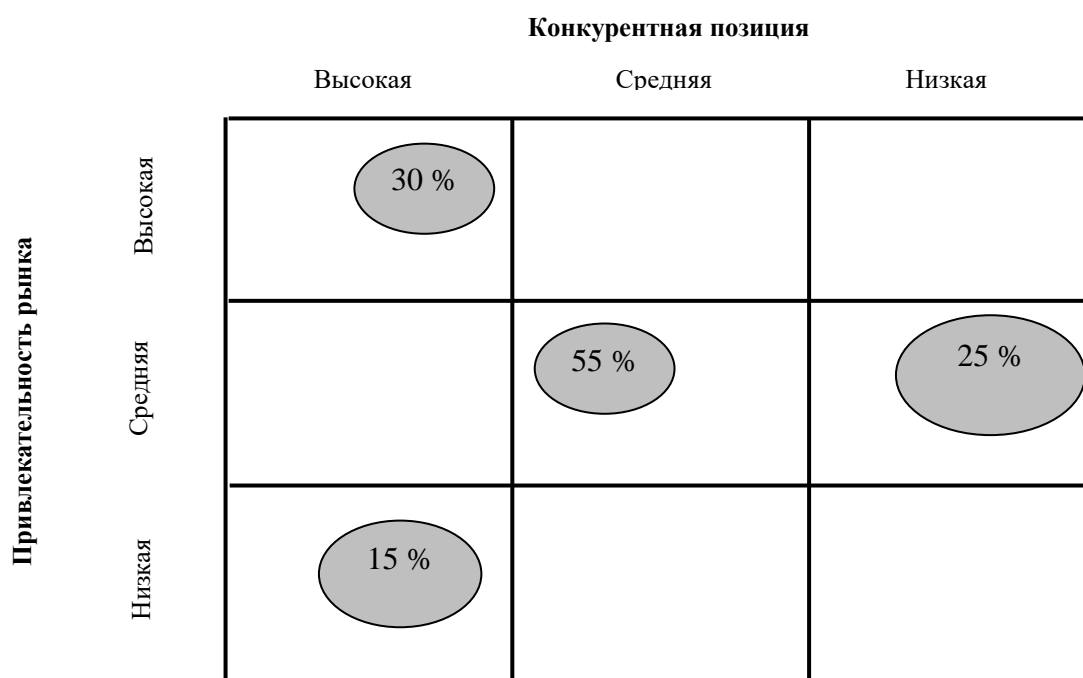 Конкурентная позиция
Высокая Средняя Низкая
Привлекательность рынка
Высокая
30 %
Средняя
55 %
25 %
Низкая
15 %